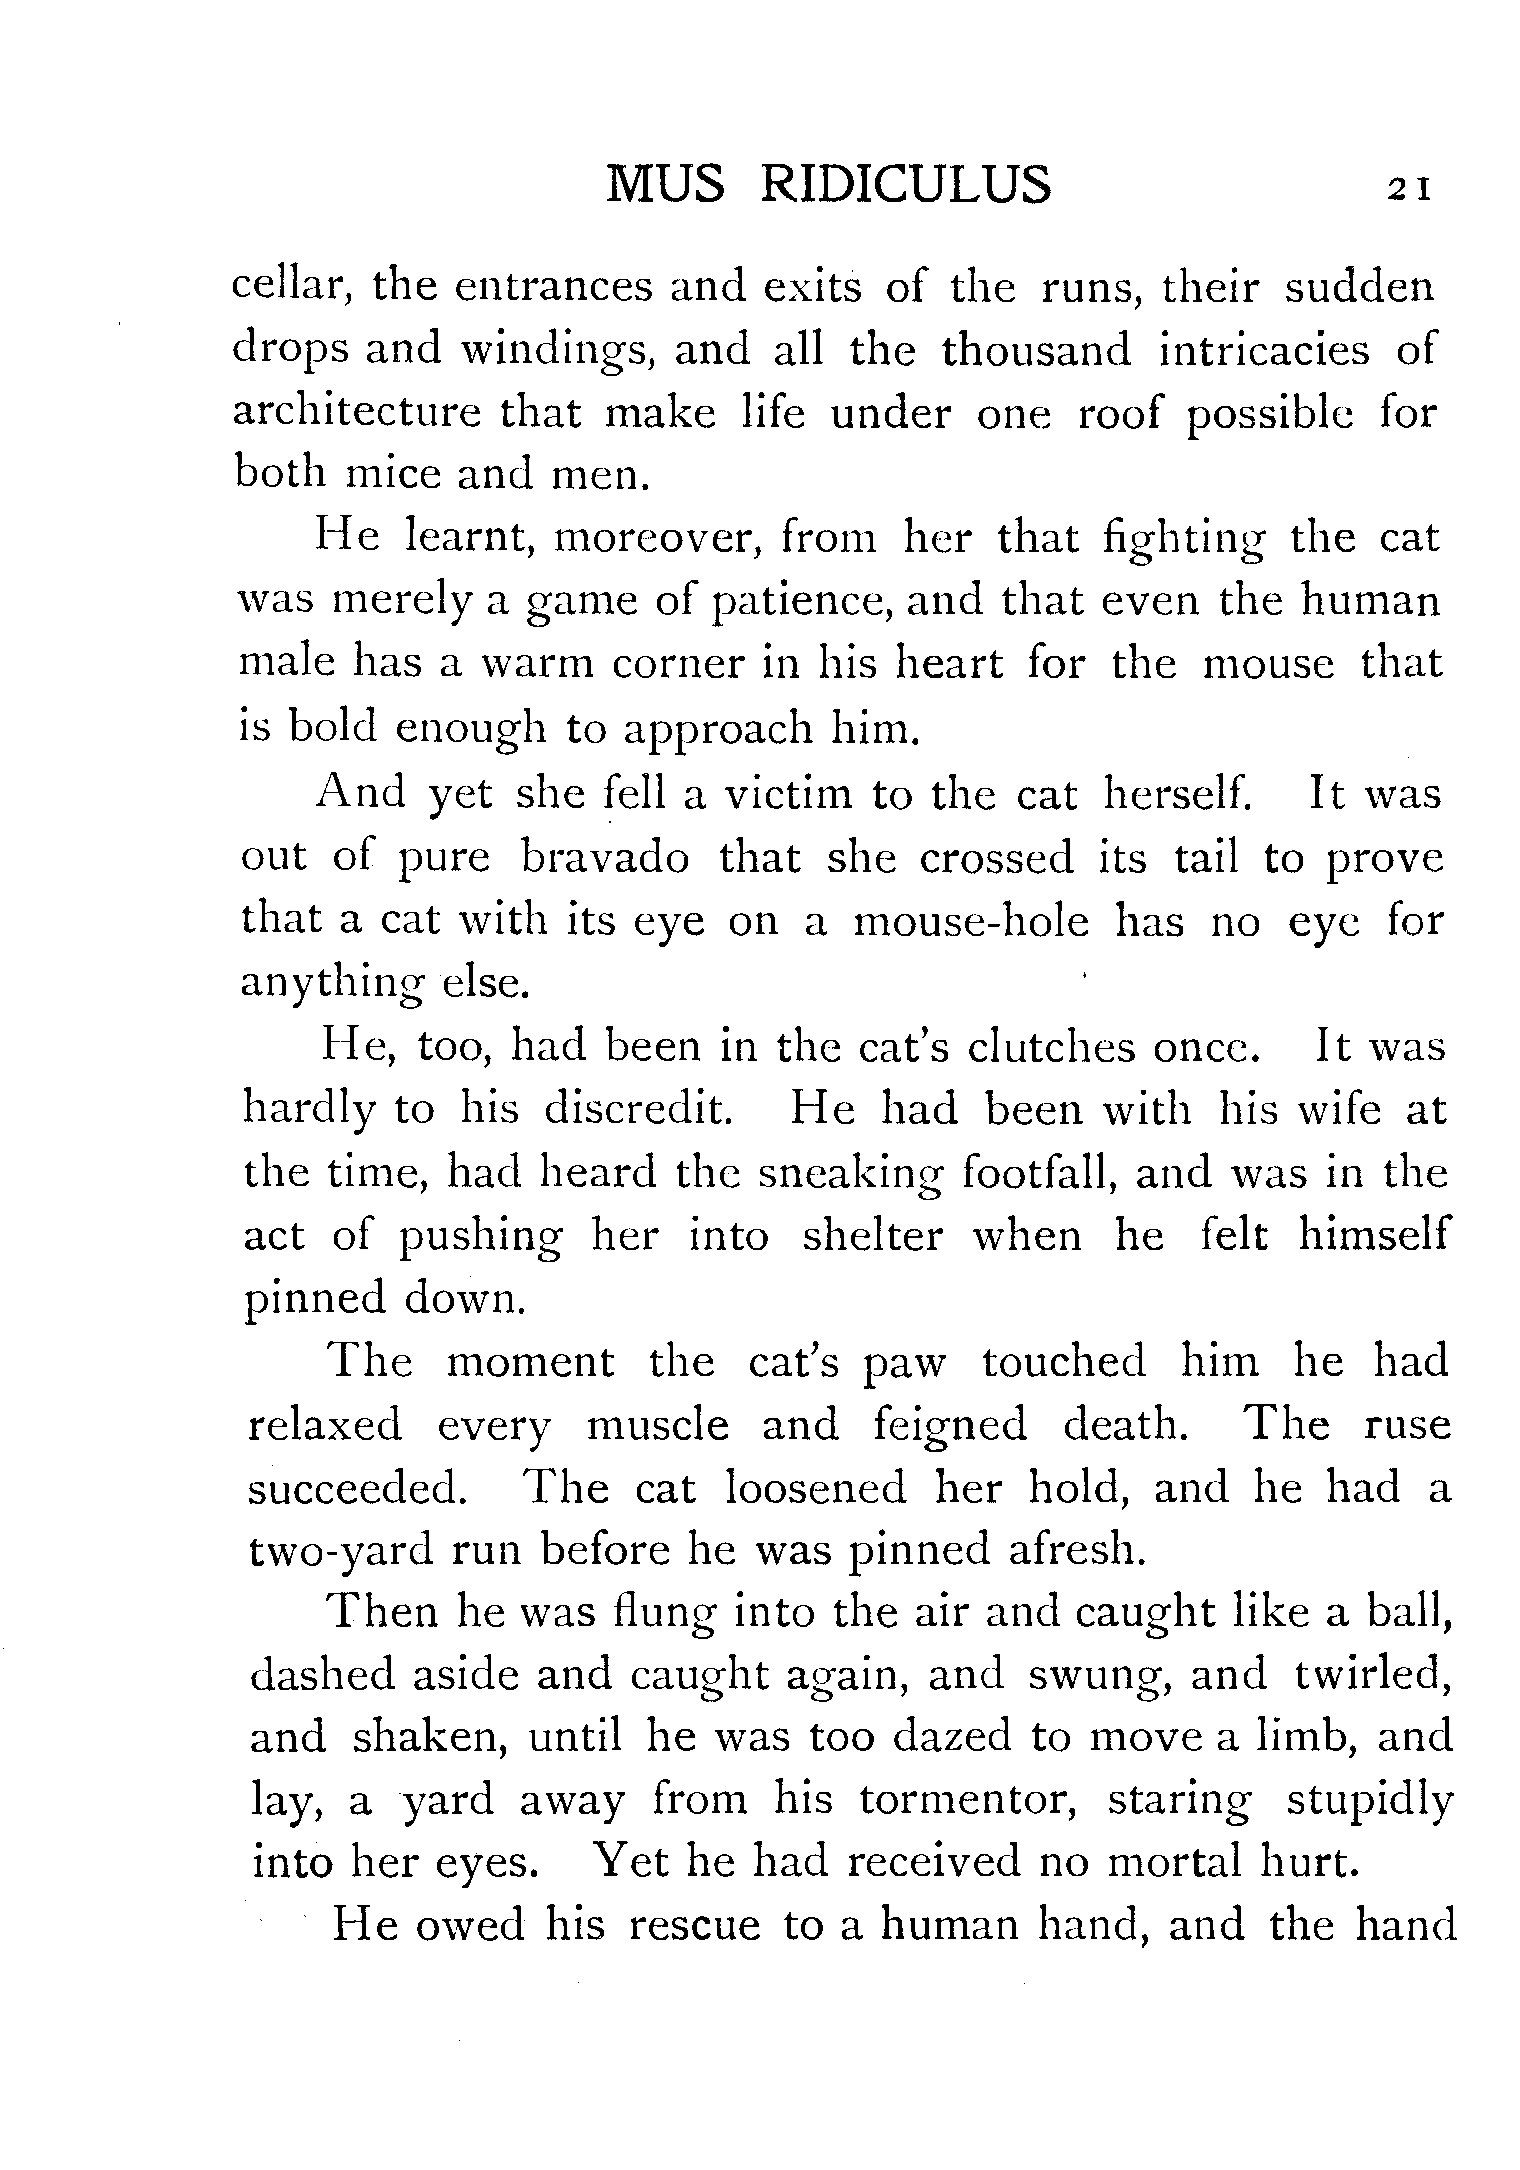 MUS RIDICULUS 21
cellar, the entrances and exits of the runs, their sudden
drops and windings, and all the thousand intricacies of
architecture that make life under one roof possible for
both mice and men.
He learnt, moreover, from her that fighting the cat
was merely a game of patience, and that even the human
male has a warm corner in his heart for the mouse that
is bold enough to approach him.
And yet she fell a victim to the cat herself. It was
out of pure bravado that she crossed its tail to prove
that a cat with its eye on a mouse-hole has no eye for
anything else.
He, too, had been in the cat's clutches once. It was
hardly to his discredit. He had been with his wife at
the time, had heard the sneaking footfall, and was in the
act of pushing her into shelter when he felt himself
pinned down.
The moment the cat's paw touched him he had
relaxed every muscle and feigned death. The ruse
succeeded. The cat loosened her hold, and he had a
two-yard run before he was pinned afresh.
Then he was flung into the air and caught like a ball,
dashed aside and caught again, and swung, and twirled,
and shaken, until he was too dazed to move a limb, and
lay, a yard away from his tormentor, staring stupidly
into her eyes. Yet he had received no mortal hurt.
He owed his rescue to a human hand, and the hand